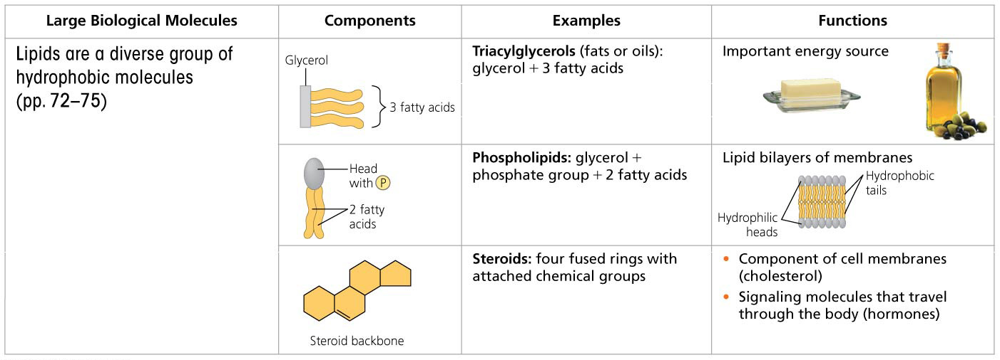 Large Biological Molecules
Components
Examples
Functions
Lipids are a diverse group of
hydrophobic molecules
(pp. 72–75)
Glycerol
3 fatty acids
Triacylglycerols (fats or oils):
glycerol + 3 fatty acids
Important energy source
Head
with P
2 fatty
acids
Phospholipids: glycerol +
phosphate group + 2 fatty acids
Lipid bilayers of membranes
Hydrophobic
tails
Hydrophilic
heads
Steroid backbone
Steroids: four fused rings with
attached chemical groups
• Component of cell membranes
(cholesterol)
• Signaling molecules that travel
through the body (hormones)